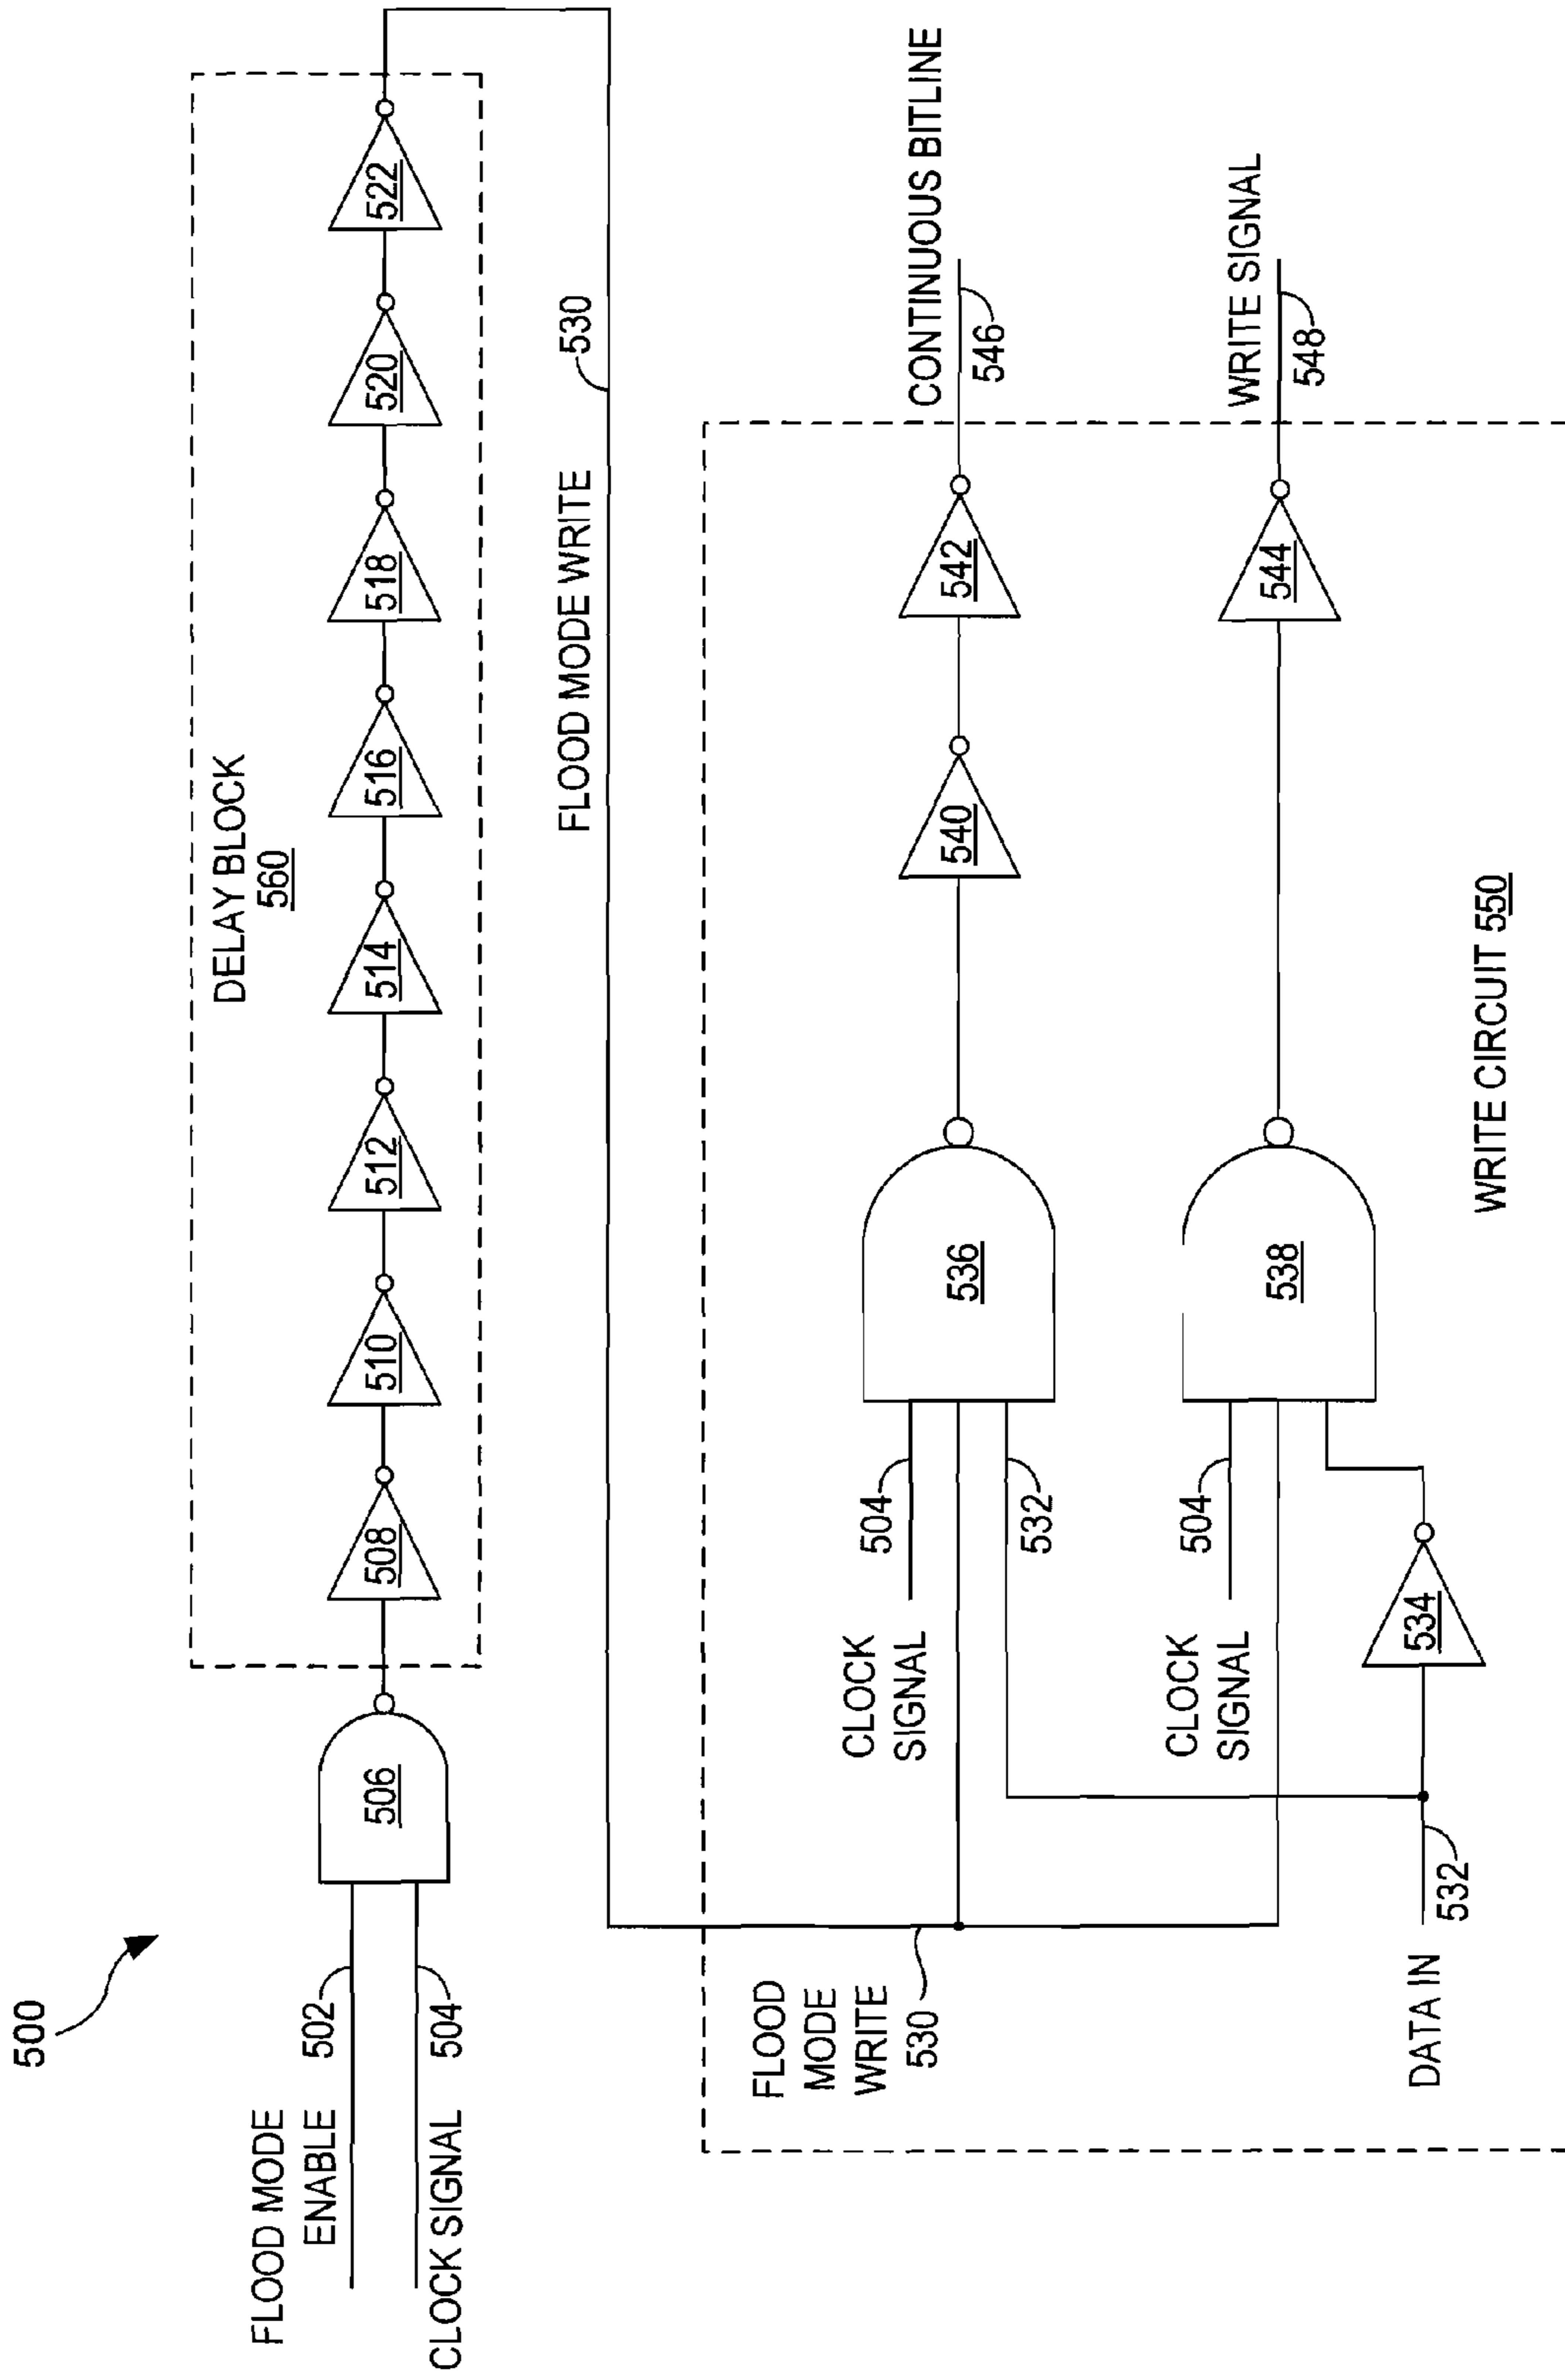 500
FLOOD MODE
ENABLE 502
CLOCK SIGNAL 504
506
DELAY BLOCK
560
508
510
512
514
516
518
520
522
FLOOD MODE WRITE
530
FLOOD
MODE
WRITE
530
CLOCK
SIGNAL
504
532
536
540
542
CONTINUOUS BITLINE
546
CLOCK
SIGNAL
504
538
544
WRITE SIGNAL
548
DATA IN
532
534
WRITE CIRCUIT 550